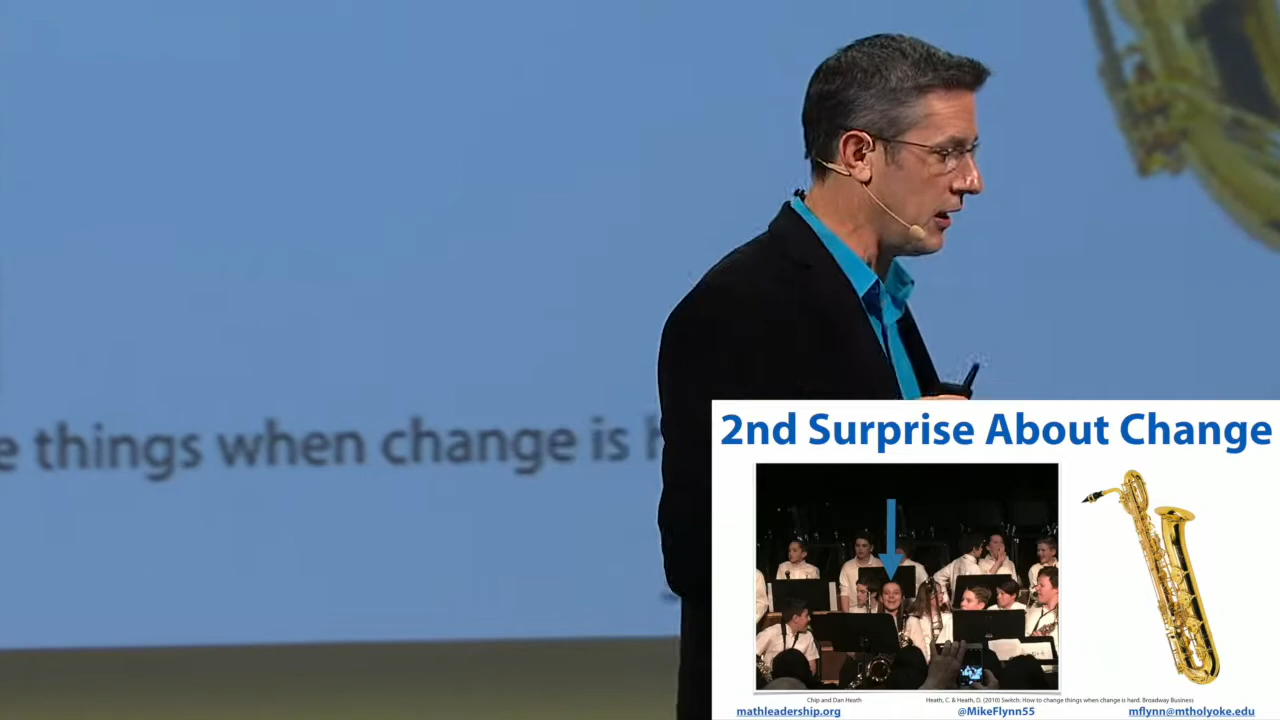 things when change is
2nd Surprise About Change
Chip and Dan Heath
Heath, C. & Heath, D. (2010) Switch: How to change things when change is hard. Broadway Business
mathleadership.org
@MikeFlynn55
mflynn@mtholyoke.edu